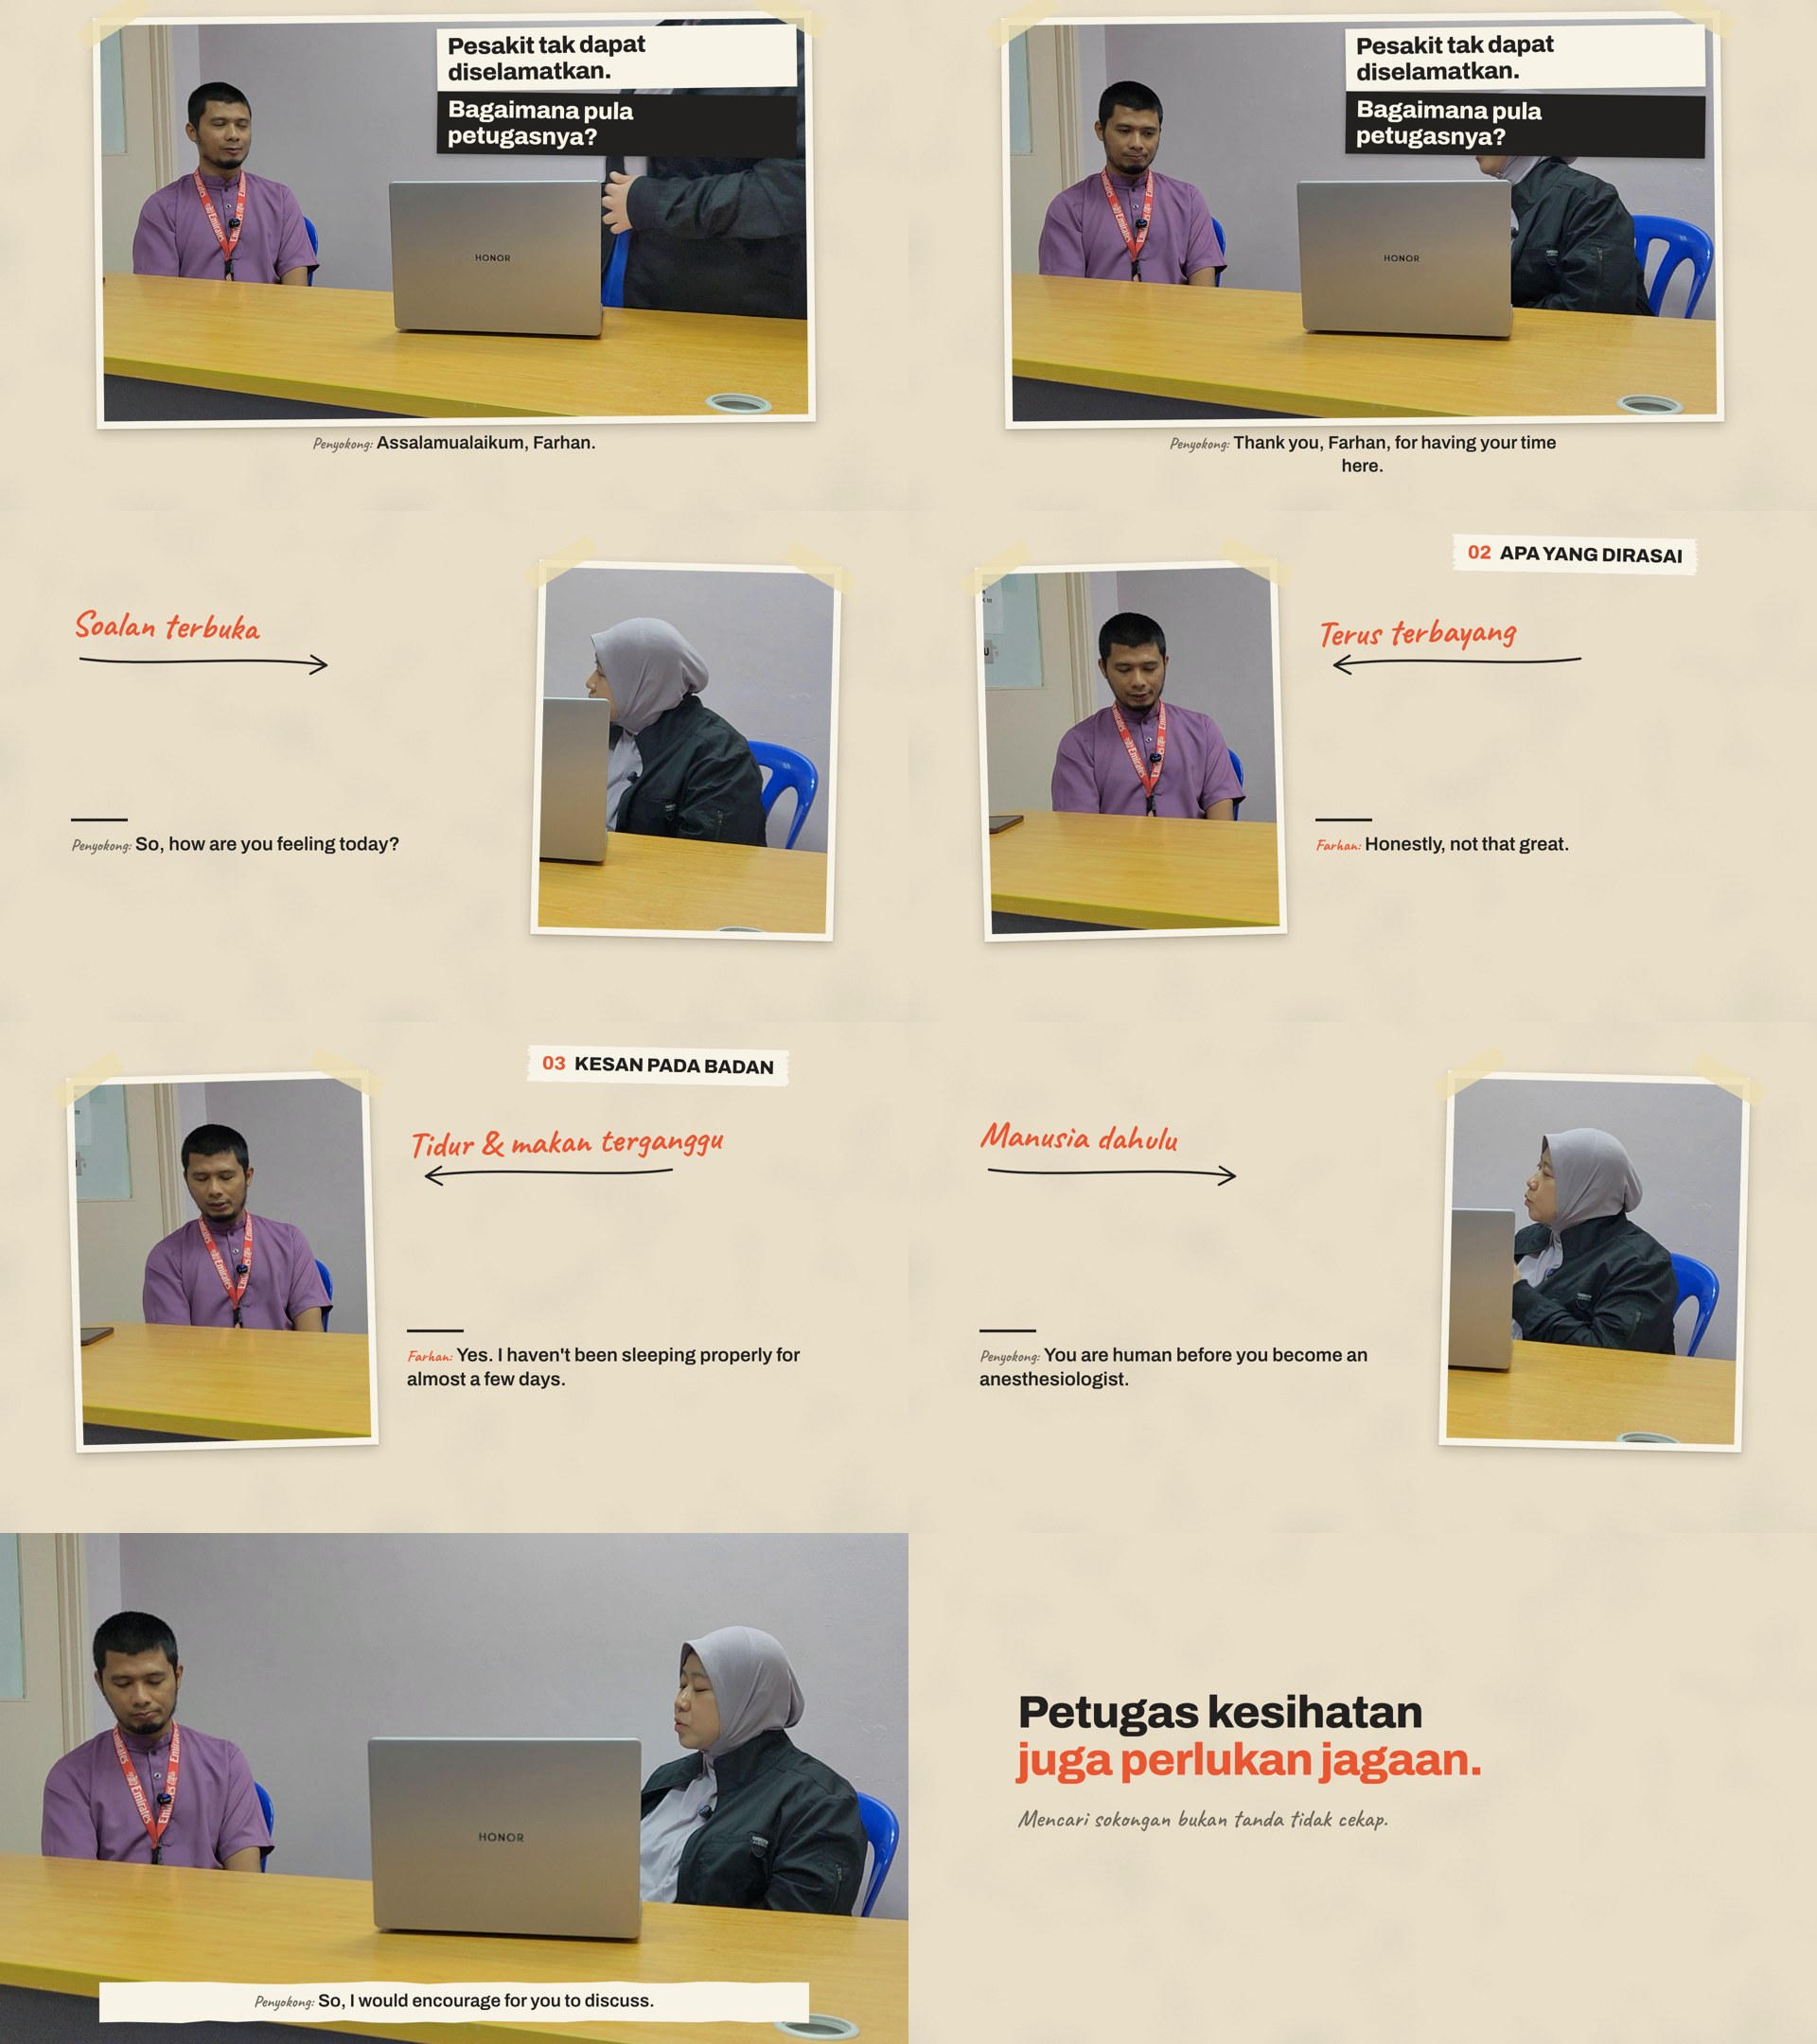 Pesakit tak dapat
diselamatkan.
Bagaimana pula
petugasnya?
Emirates
HONOR
Penyokong: Assalamualaikum, Farhan.
Pesakit tak dapat
diselamatkan.
Bagaimana pula
petugasnya?
Emirates
HONOR
Penyokong: Thank you, Farhan, for having your time
here.
Soalan terbuka
Penyokong: So, how are you feeling today?
02 APA YANG DIRASAI
Terus terbayang
Emirates
Farhan: Honestly, not that great.
03 KESAN PADA BADAN
Tidur & makan terganggu
Emirates
Farhan: Yes. I haven't been sleeping properly for
almost a few days.
Manusia dahulu
Penyokong: You are human before you become an
anesthesiologist.
Emirates
HONOR
Penyokong: So, I would encourage for you to discuss.
Petugas kesihatan
juga perlukan jagaan.
Mencari sokongan bukan tanda tidak cekap.